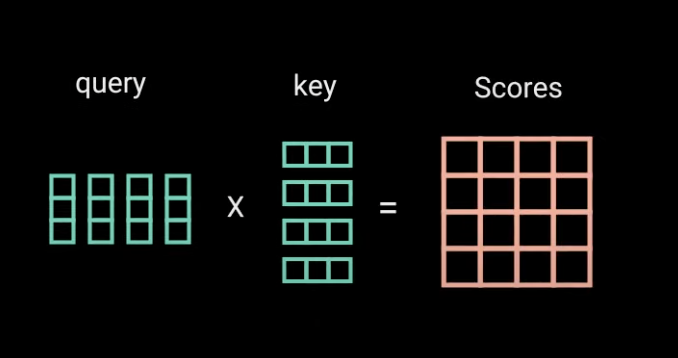 query key Scores
X =